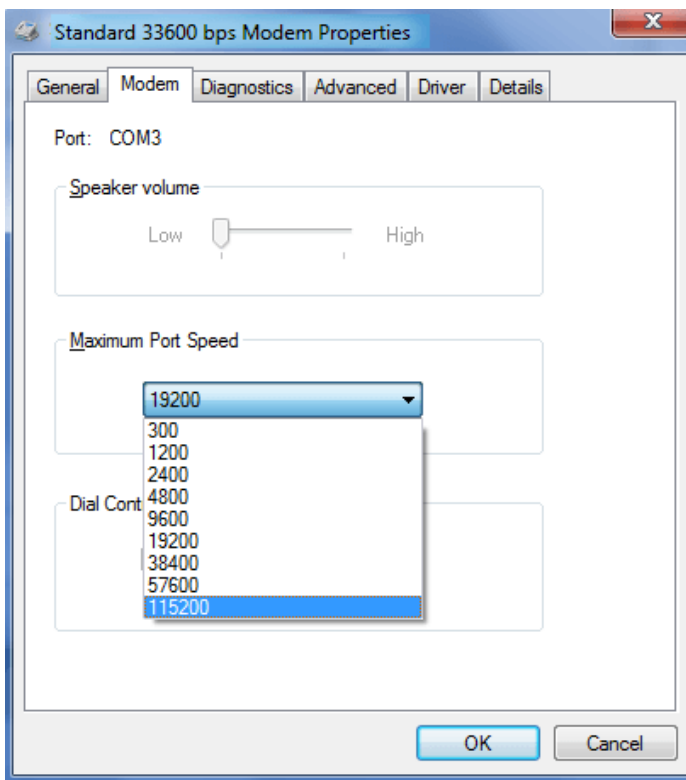 Standard 33600 bps Modem Properties
x
General Modem Diagnostics Advanced Driver Details
Port: COM3
Speaker volume
Low High
Maximum Port Speed
19200
300
1200
2400
4800
Dial Cont
9600
19200
38400
57600
115200
OK Cancel